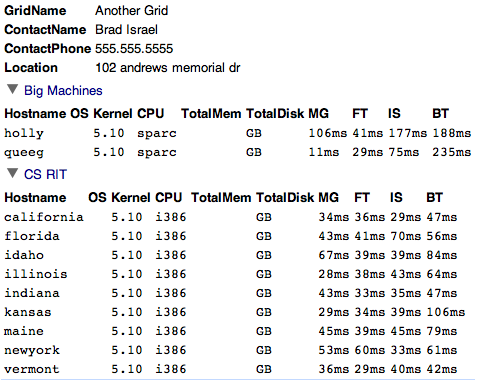 GridName Another Grid
ContactName Brad Israel
ContactPhone 555.555.5555
Location 102 andrews memorial dr
Big Machines
Hostname OS Kernel CPU TotalMem TotalDisk MG FT IS BT
holly 5.10 sparc GB 106ms 41ms 177ms 188ms
queeg 5.10 sparc GB 11ms 29ms 75ms 235ms
CS RIT
Hostname OS Kernel CPU TotalMem TotalDisk MG FT IS BT
california 5.10 i386 GB 34ms 36ms 29ms 47ms
florida 5.10 i386 GB 43ms 41ms 70ms 56ms
idaho 5.10 i386 GB 67ms 39ms 39ms 84ms
illinois 5.10 i386 GB 28ms 38ms 43ms 64ms
indiana 5.10 i386 GB 43ms 33ms 35ms 47ms
kansas 5.10 i386 GB 29ms 34ms 39ms 106ms
maine 5.10 i386 GB 45ms 39ms 45ms 79ms
newyork 5.10 i386 GB 53ms 60ms 33ms 61ms
vermont 5.10 i386 GB 36ms 29ms 40ms 42ms